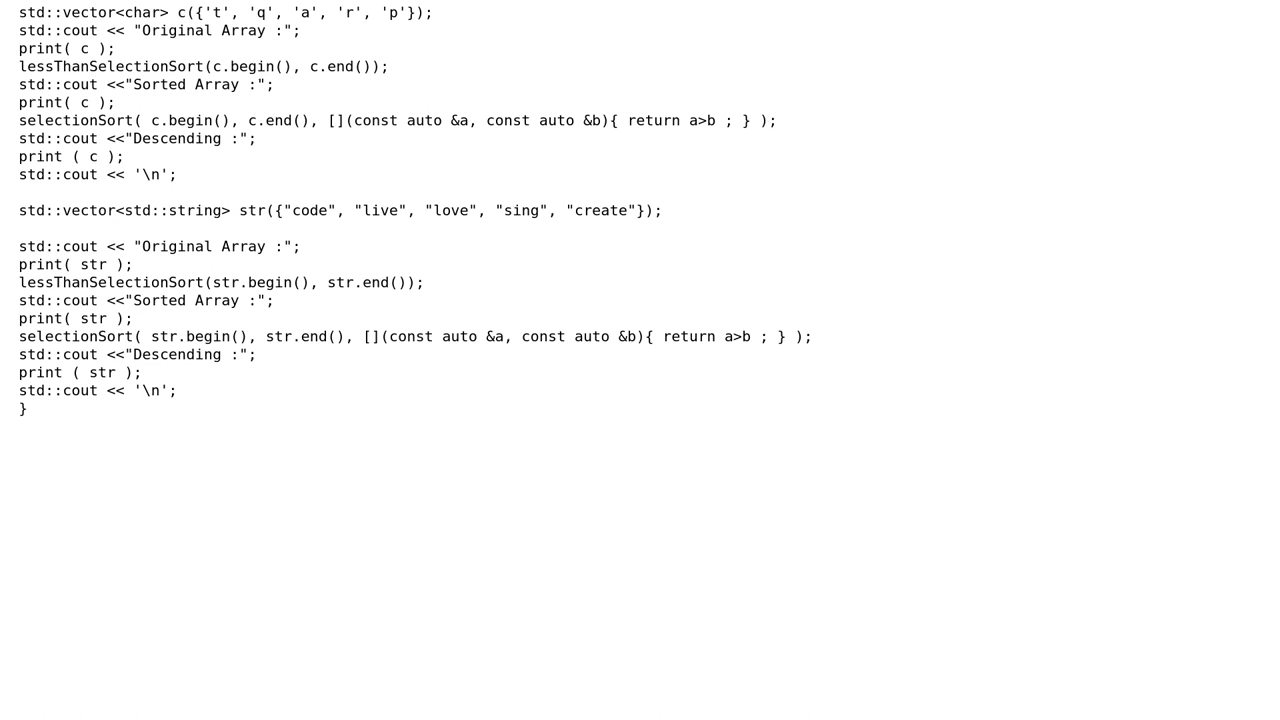 std::vector<char> c({'t', 'q', 'a', 'r', 'p'});
std::cout << "Original Array :";
print( c );
lessThanSelectionSort(c.begin(), c.end());
std::cout <<"Sorted Array :";
print( c );
selectionSort( c.begin(), c.end(), [](const auto &a, const auto &b){ return a>b ; } );
std::cout <<"Descending :";
print ( c );
std::cout << '\n';

std::vector<std::string> str({"code", "live", "love", "sing", "create"});

std::cout << "Original Array :";
print( str );
lessThanSelectionSort(str.begin(), str.end());
std::cout <<"Sorted Array :";
print( str );
selectionSort( str.begin(), str.end(), [](const auto &a, const auto &b){ return a>b ; } );
std::cout <<"Descending :";
print ( str );
std::cout << '\n';
}